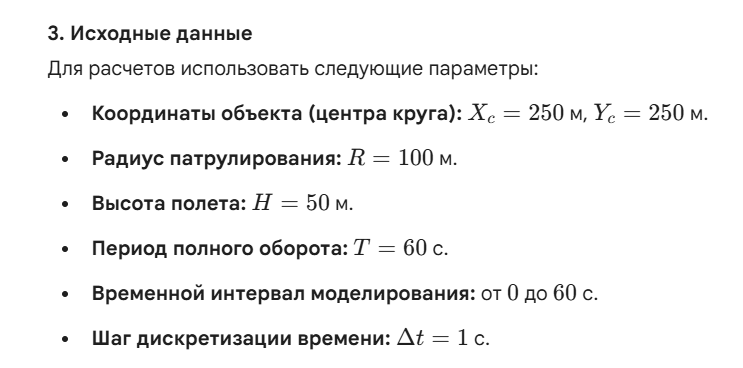 3. Исходные данные
Для расчетов использовать следующие параметры:
• Координаты объекта (центра круга): X_c = 250 м, Y_c = 250 м.
• Радиус патрулирования: R = 100 м.
• Высота полета: H = 50 м.
• Период полного оборота: T = 60 с.
• Временной интервал моделирования: от 0 до 60 с.
• Шаг дискретизации времени: Δt = 1 с.